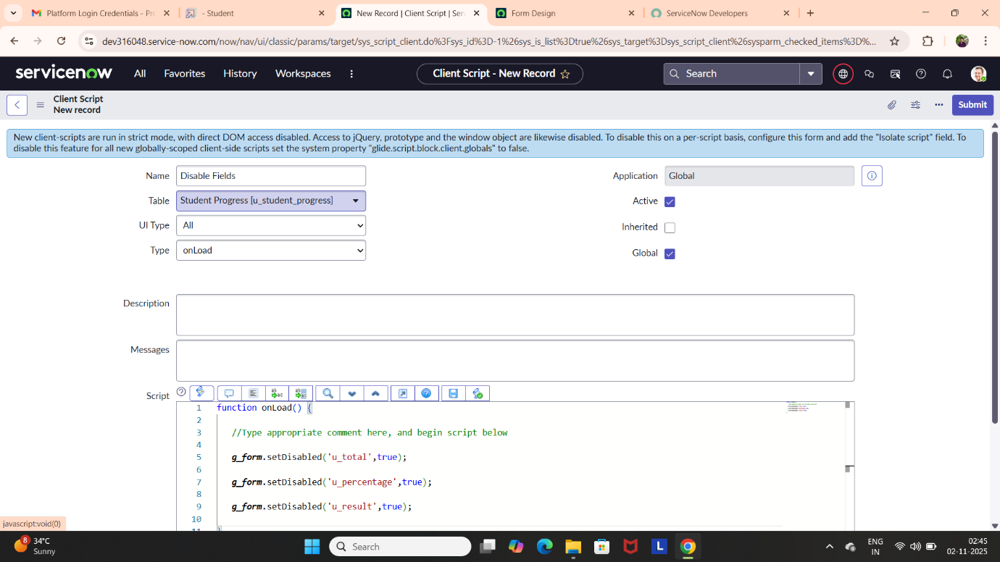 Platform Login Credentials - Pro
- Student
New Record | Client Script | Serv
Form Design
ServiceNow Developers
dev316048.service-now.com/now/nav/ui/classic/params/target/sys_script_client.do%3Fsys_id%3D-1%26sys_is_list%3Dtrue%26sys_target%3Dsys_script_client%26sysparm_checked_items%3D%...
servicenow
All
Favorites
History
Workspaces
Client Script - New Record
Search
Client Script
New record
Submit
New client-scripts are run in strict mode, with direct DOM access disabled. Access to jQuery, prototype and the window object are likewise disabled. To disable this on a per-script basis, configure this form and add the "Isolate script" field. To
disable this feature for all new globally-scoped client-side scripts set the system property "glide.script.block.client.globals" to false.
Name Disable Fields
Application Global
Table Student Progress [u_student_progress]
Active
UI Type All
Inherited
Type onLoad
Global
Description
Messages
Script
1 function onLoad() {
2
3 //Type appropriate comment here, and begin script below
4
5 g_form.setDisabled('u_total',true);
6
7 g_form.setDisabled('u_percentage',true);
8
9 g_form.setDisabled('u_result',true);
10
11 }
javascript:void(0)
8
34°C
Sunny
Search
L
ENG
IN
02:45
02-11-2025